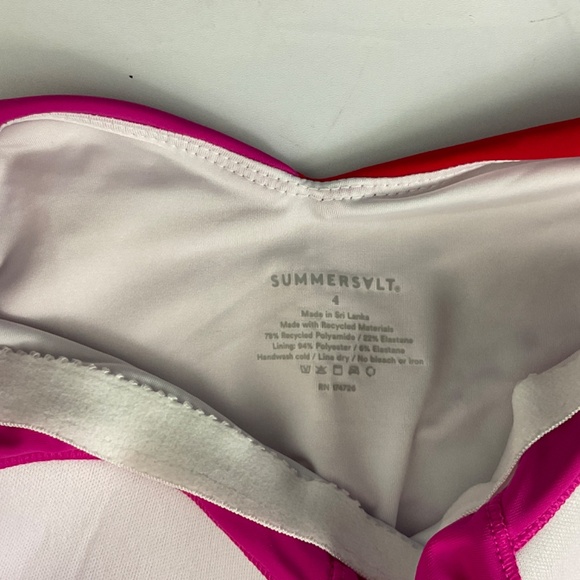 SUMMERSALT®
4
Made in Sri Lanka
Made with Recycled Materials
78% Recycled Polyamide / 22% Elastane
Lining: 94% Polyester / 6% Elastane
Handwash cold / Line dry / No bleach or iron
RN